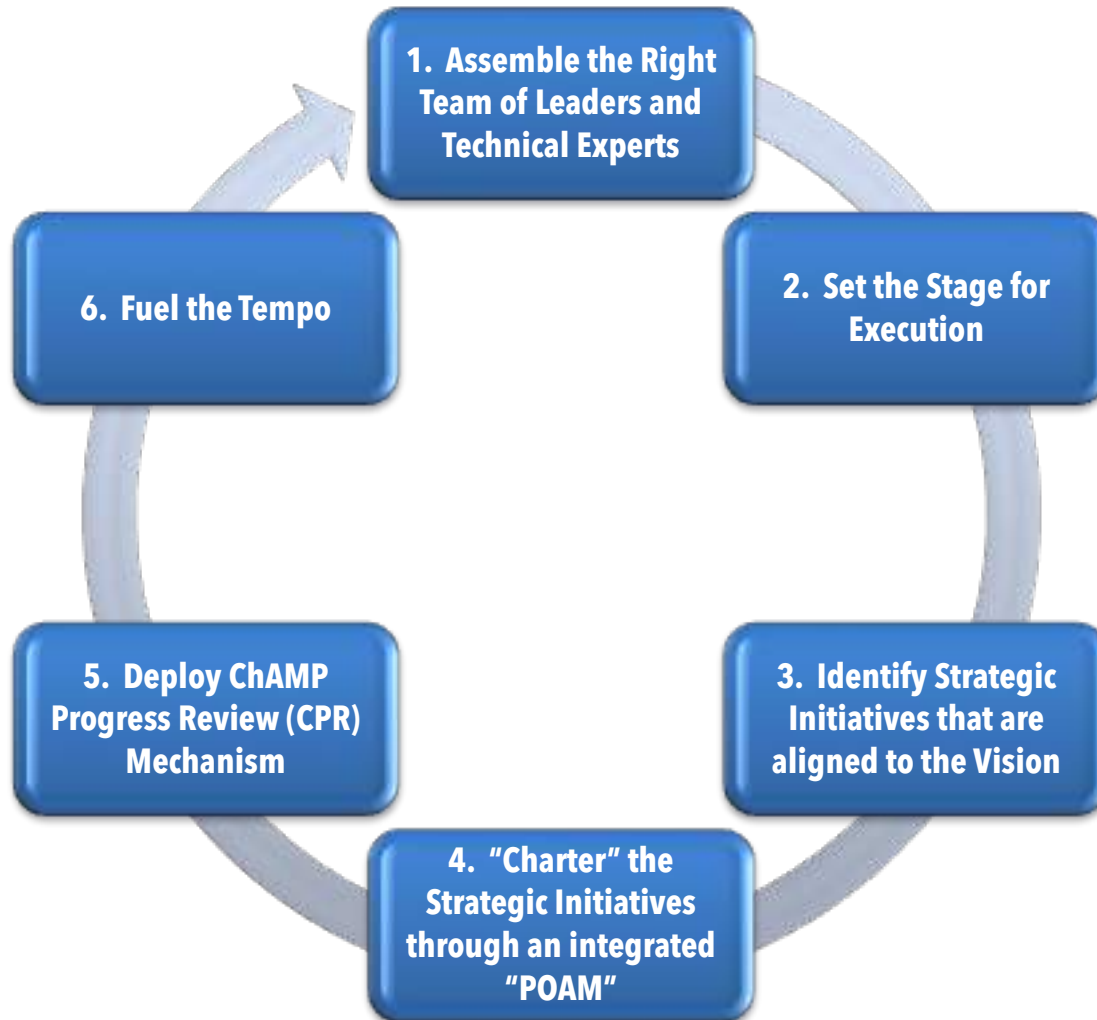 1. Assemble the Right
Team of Leaders and
Technical Experts
2. Set the Stage for
Execution
3. Identify Strategic
Initiatives that are
aligned to the Vision
4. "Charter" the
Strategic Initiatives
through an integrated
"POAM"
5. Deploy ChAMP
Progress Review (CPR)
Mechanism
6. Fuel the Tempo